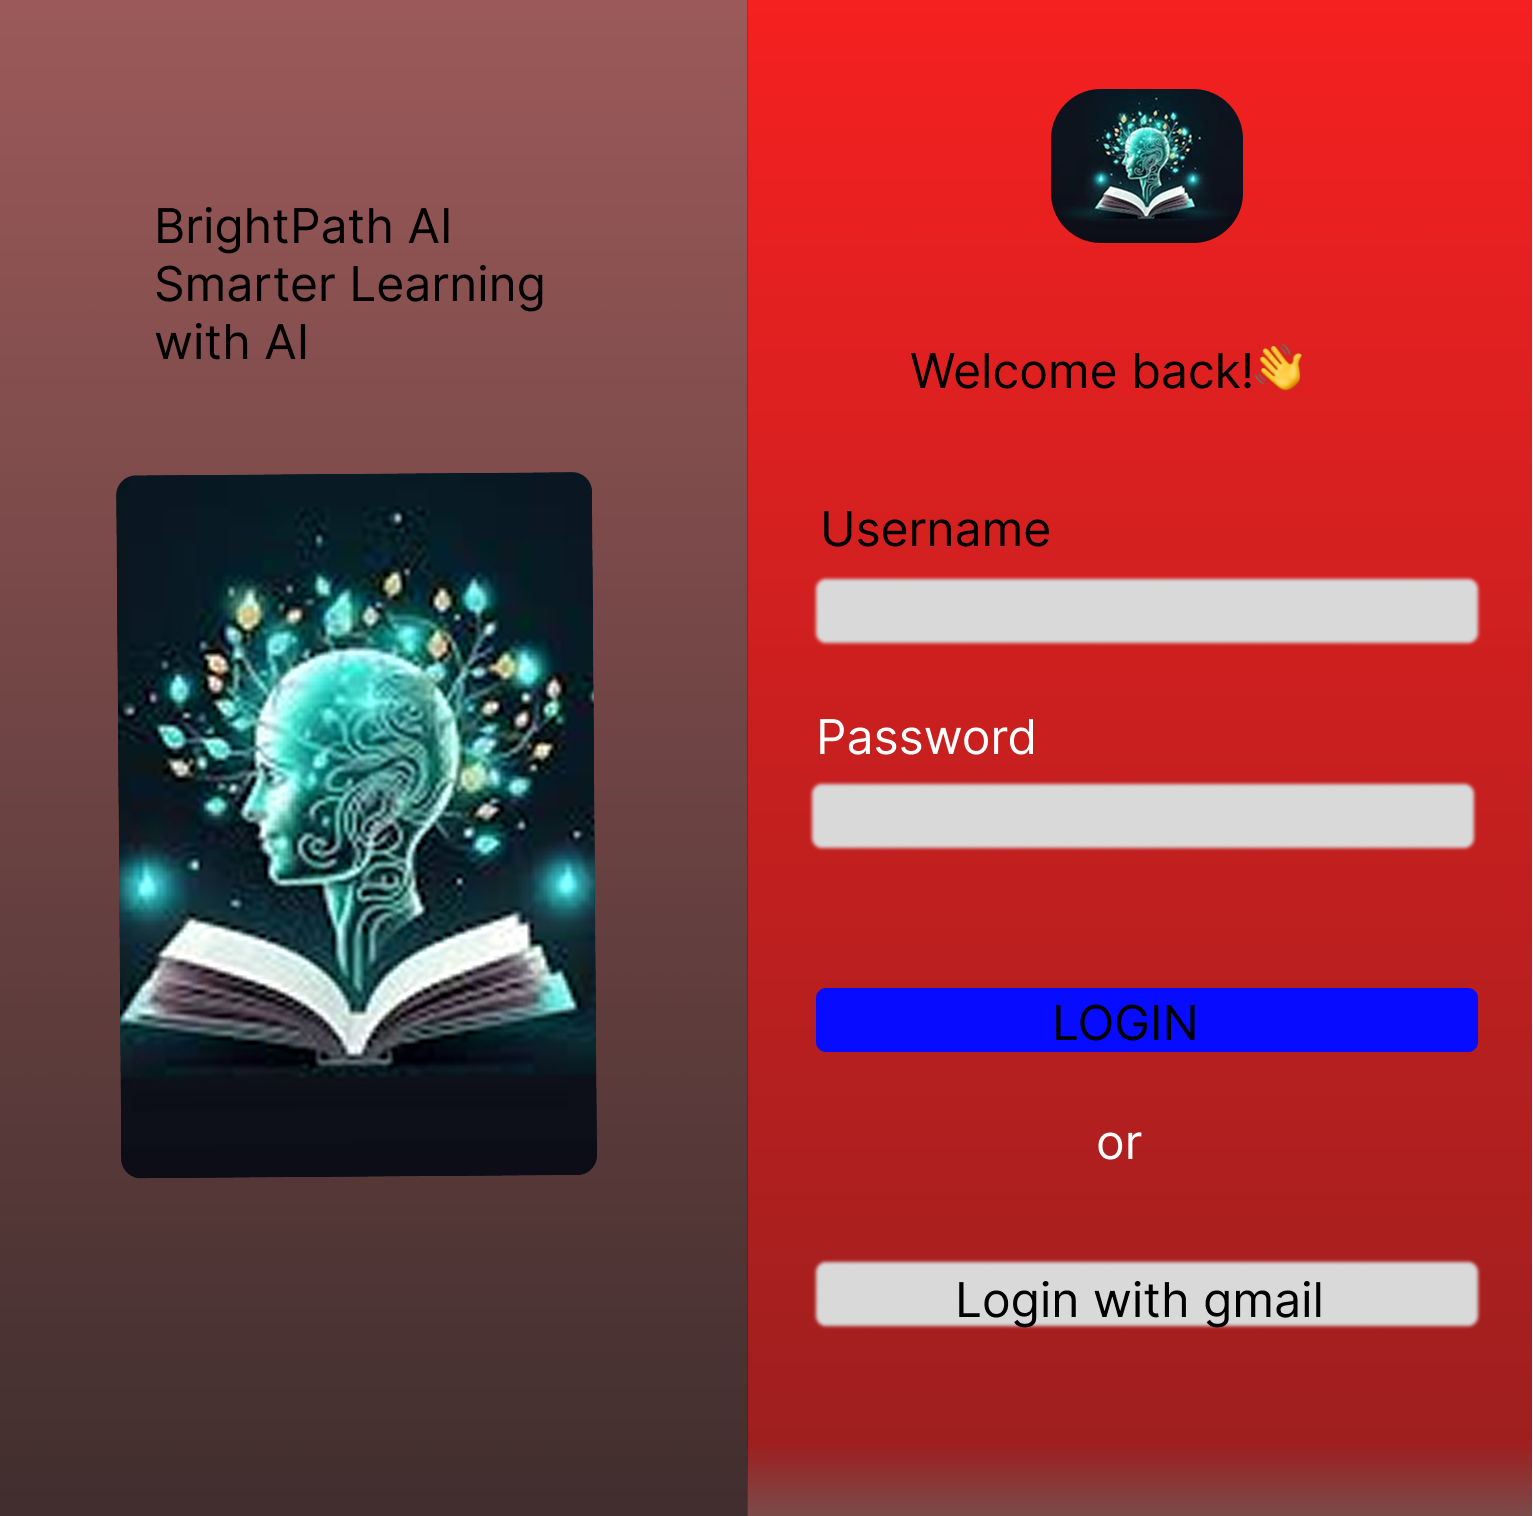 BrightPath AI
Smarter Learning
with AI
Welcome back!👋
Username
Password
LOGIN
or
Login with gmail